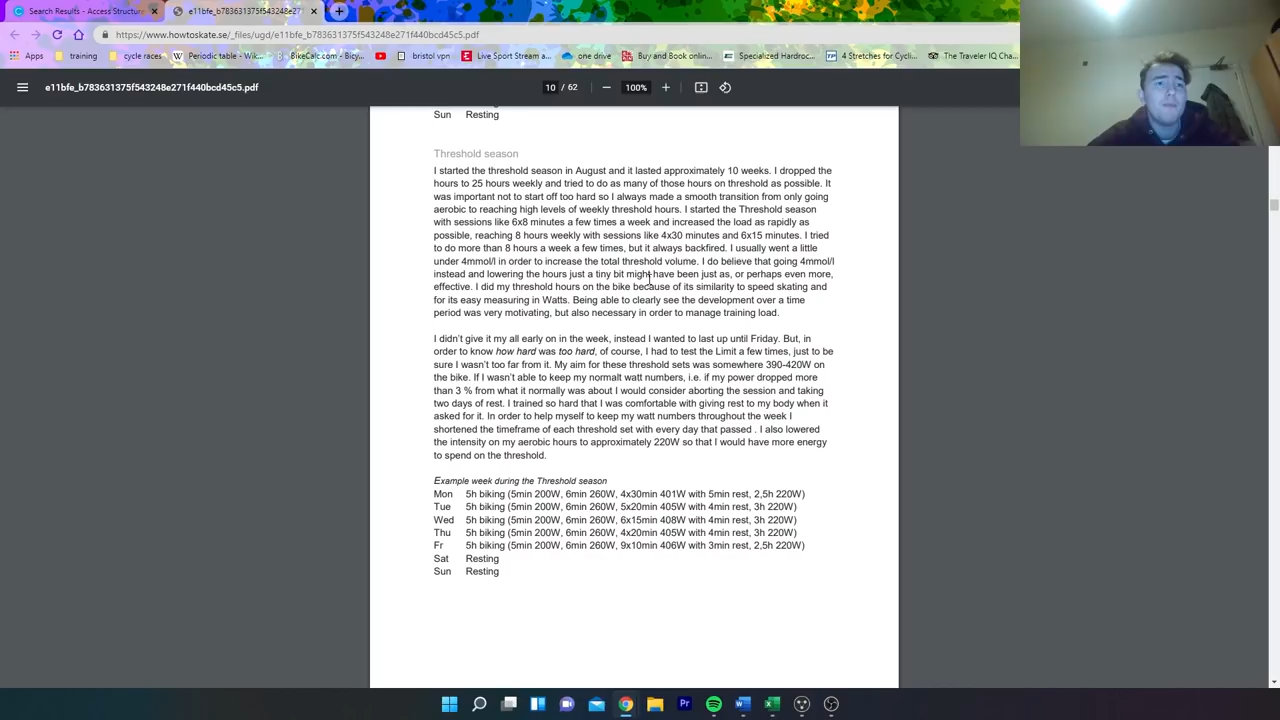 Search Results - Access Structure
e11bfe_b783631375f543248e271f4
https://www.howtoskate.se/_files/ugd/e11bfe_b783631375f543248e271f440bcd45c5.pdf
Apps training cycle races Periodic table - Wik... BikeCalc.com - Bicy... bristol vpn Live Sport Stream a... one drive Buy and Book onlin... Specialized Hardroc... 4 Stretches for Cycli... The Traveler IQ Cha...
e11bfe_b783631375f543248e271f440bcd45c5.pdf 10 / 62 100%
Sun Resting
Threshold season
I started the threshold season in August and it lasted approximately 10 weeks. I dropped the
hours to 25 hours weekly and tried to do as many of those hours on threshold as possible. It
was important not to start off too hard so I always made a smooth transition from only going
aerobic to reaching high levels of weekly threshold hours. I started the Threshold season
with sessions like 6x8 minutes a few times a week and increased the load as rapidly as
possible, reaching 8 hours weekly with sessions like 4x30 minutes and 6x15 minutes. I tried
to do more than 8 hours a week a few times, but it always backfired. I usually went a little
under 4mmol/l in order to increase the total threshold volume. I do believe that going 4mmol/l
instead and lowering the hours just a tiny bit might have been just as, or perhaps even more,
effective. I did my threshold hours on the bike because of its similarity to speed skating and
for its easy measuring in Watts. Being able to clearly see the development over a time
period was very motivating, but also necessary in order to manage training load.
I didn't give it my all early on in the week, instead I wanted to last up until Friday. But, in
order to know how hard was too hard, of course, I had to test the Limit a few times, just to be
sure I wasn't too far from it. My aim for these threshold sets was somewhere 390-420W on
the bike. If I wasn't able to keep my normalt watt numbers, i.e. if my power dropped more
than 3 % from what it normally was about I would consider aborting the session and taking
two days of rest. I trained so hard that I was comfortable with giving rest to my body when it
asked for it. In order to help myself to keep my watt numbers throughout the week I
shortened the timeframe of each threshold set with every day that passed . I also lowered
the intensity on my aerobic hours to approximately 220W so that I would have more energy
to spend on the threshold.
Example week during the Threshold season
Mon 5h biking (5min 200W, 6min 260W, 4x30min 401W with 5min rest, 2,5h 220W)
Tue 5h biking (5min 200W, 6min 260W, 5x20min 405W with 4min rest, 3h 220W)
Wed 5h biking (5min 200W, 6min 260W, 6x15min 408W with 4min rest, 3h 220W)
Thu 5h biking (5min 200W, 6min 260W, 4x20min 405W with 4min rest, 3h 220W)
Fr 5h biking (5min 200W, 6min 260W, 9x10min 406W with 3min rest, 2,5h 220W)
Sat Resting
Sun Resting